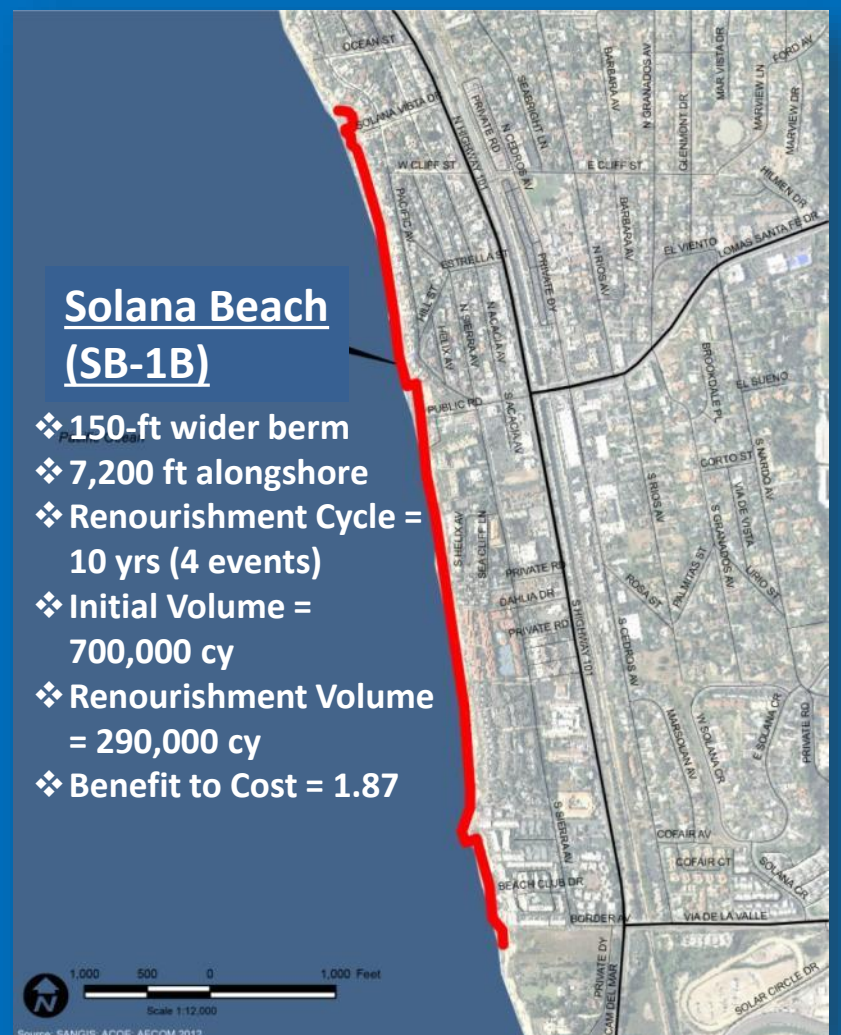 OCEAN ST
SOLANA VISTA DR
W CLIFF ST
N HIGHWAY 101
PRIVATE RD
N CEDROS AV
SEABRIGHT LN
BARBARA AV
N GRANADOS AV
GLENMONT DR
MAR VISTA DR
MARVIEW LN
FORD AV
MARVIEW DR
E CLIFF ST
HILMEN DR
PACIFIC AV
BARBARA AV
EL VIENTO
LOMAS SANTA FE DR
ESTRELLA ST
N RIOS AV
PRIVATE DY
HILL ST
HELIX AV
N SIERRA AV
N ACACIA AV
Solana Beach
(SB-1B)
❖ 150-ft wider berm
❖ 7,200 ft alongshore
❖ Renourishment Cycle =
10 yrs (4 events)
❖ Initial Volume =
700,000 cy
❖ Renourishment Volume
= 290,000 cy
❖ Benefit to Cost = 1.87
PUBLIC RD
S ACACIA AV
BROOKDALE PL
EL SUENO
CORTO ST
S NARDO AV
VIA DE VISTA
S RIOS AV
S GRANADOS AV
S HELIX AV
SEA CLIFF LN
PRIVATE RD
DAHLIA DR
PRIVATE RD
S HIGHWAY 101
ROSA ST
PALMITAS ST
LIRIO ST
S CEDROS AV
MARSOLAN AV
W SOLANA CR
E SOLANA CR
PRIVATE RD
S SIERRA AV
COFAIR AV
COFAIR CT
SOLANA CR
BEACH CLUB DR
BORDER AV
VIA DE LA VALLE
PRIVATE DY
CAM DEL MAR
SOLAR CIRCLE DR
N
1,000 500 0 1,000 Feet
Scale 1:12,000
Source: SANGIS; ACOE; AECOM 2012